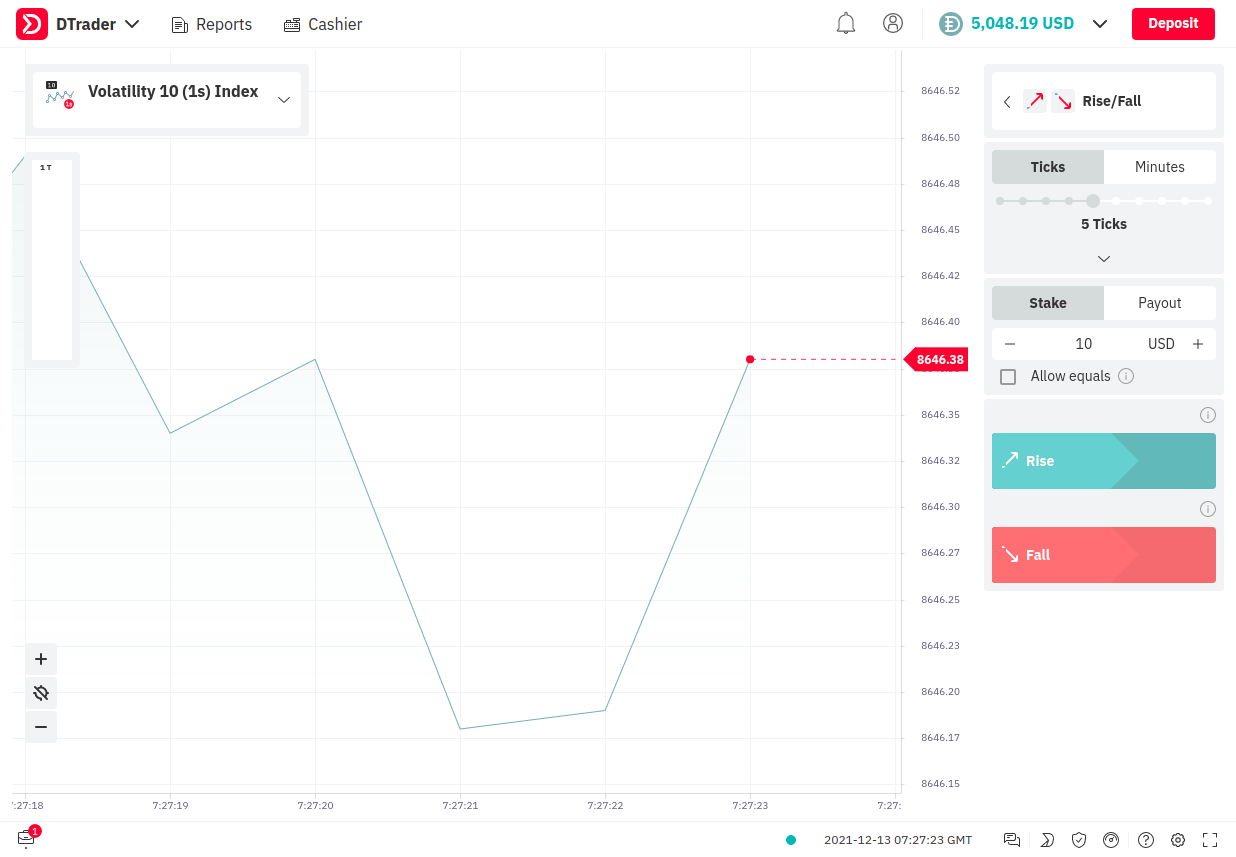 DTrader
Reports
Cashier
5,048.19 USD
Deposit
10
1s
Volatility 10 (1s) Index
1 T
8646.52
8646.50
8646.48
8646.45
8646.42
8646.40
8646.38
8646.35
8646.32
8646.30
8646.27
8646.25
8646.23
8646.20
8646.17
8646.15
Rise/Fall
Ticks
Minutes
5 Ticks
Stake
Payout
10 USD
Allow equals
Rise
Fall
:27:18
7:27:19
7:27:20
7:27:21
7:27:22
7:27:23
7:27:
1
2021-12-13 07:27:23 GMT